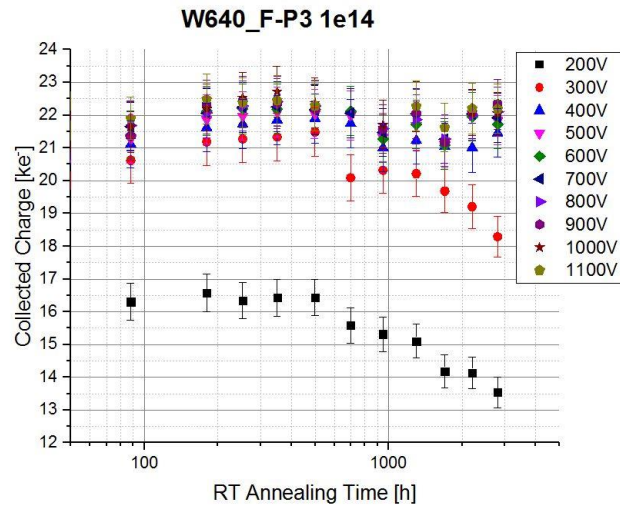 W640_F-P3 1e14
24
23
22
21
20
19
18
17
16
15
14
13
12
Collected Charge [ke⁻]
100
1000
RT Annealing Time [h]
200V
300V
400V
500V
600V
700V
800V
900V
1000V
1100V